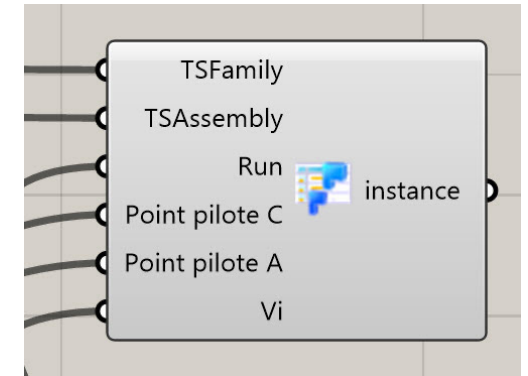 TSFamily
TSAssembly
Run
Point pilote C
Point pilote A
Vi
instance